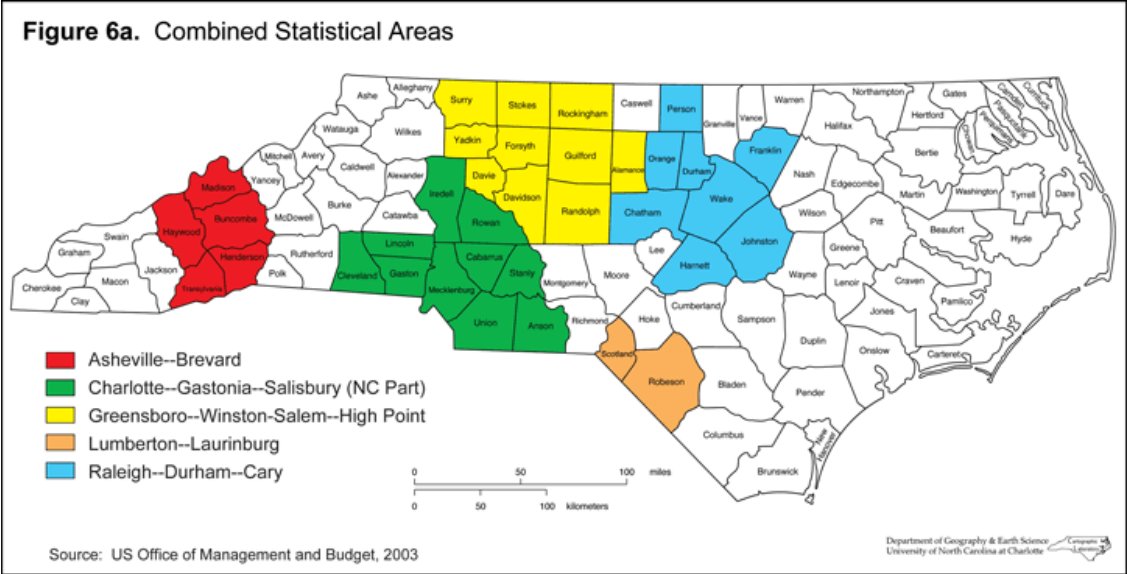 Figure 6a. Combined Statistical Areas
Ashe
Alleghany
Surry
Stokes
Rockingham
Caswell
Person
Granville
Vance
Warren
Northampton
Gates
Camden
Currituck
Pasquotank
Perquimans
Chowan
Hertford
Halifax
Watauga
Wilkes
Yadkin
Forsyth
Guilford
Alamance
Orange
Durham
Franklin
Bertie
Mitchell
Avery
Caldwell
Alexander
Iredell
Davie
Davidson
Randolph
Chatham
Wake
Nash
Edgecombe
Martin
Washington
Tyrrell
Dare
Madison
Yancey
Burke
Catawba
Rowan
Buncombe
McDowell
Haywood
Swain
Graham
Cherokee
Clay
Macon
Jackson
Henderson
Transylvania
Polk
Rutherford
Cleveland
Lincoln
Gaston
Mecklenburg
Cabarrus
Stanly
Union
Anson
Montgomery
Moore
Lee
Harnett
Johnston
Wilson
Pitt
Beaufort
Hyde
Greene
Wayne
Lenoir
Craven
Pamlico
Jones
Richmond
Hoke
Cumberland
Sampson
Duplin
Onslow
Carteret
Scotland
Robeson
Bladen
Pender
Columbus
New
Hanover
Brunswick
Asheville--Brevard
Charlotte--Gastonia--Salisbury (NC Part)
Greensboro--Winston-Salem--High Point
Lumberton--Laurinburg
Raleigh--Durham--Cary
0 50 100 miles
0 50 100 kilometers
Source: US Office of Management and Budget, 2003
Department of Geography & Earth Science
University of North Carolina at Charlotte
Cartographic
Laboratory